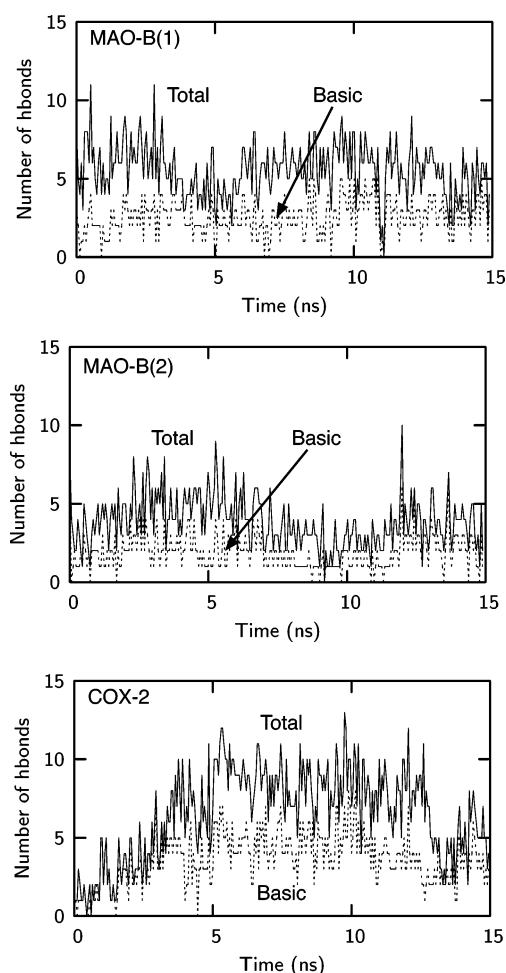 MAO-B(1)
Total
Basic
Number of hbonds
15
10
5
0
0 5 10 15
Time (ns)
MAO-B(2)
Total
Basic
Number of hbonds
15
10
5
0
0 5 10 15
Time (ns)
COX-2
Total
Basic
Number of hbonds
15
10
5
0
0 5 10 15
Time (ns)